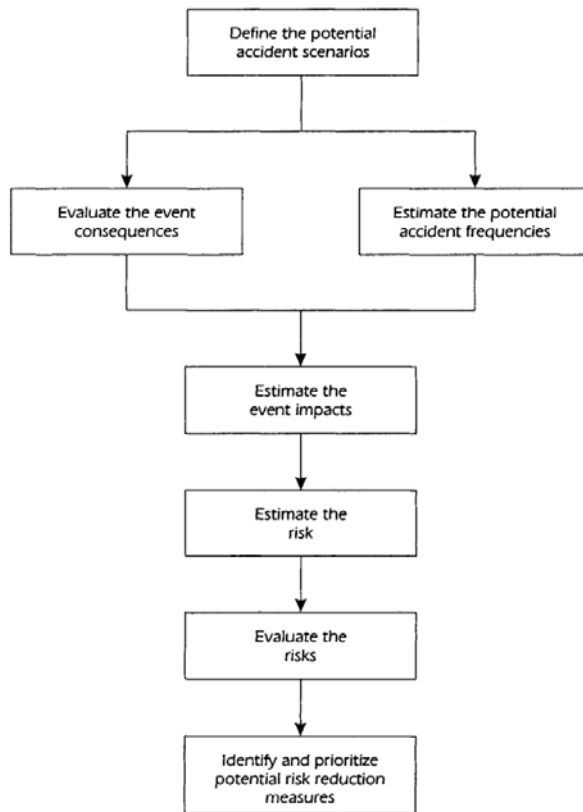 Define the potential
accident scenarios
Evaluate the event
consequences
Estimate the potential
accident frequencies
Estimate the
event impacts
Estimate the
risk
Evaluate the
risks
Identify and prioritize
potential risk reduction
measures